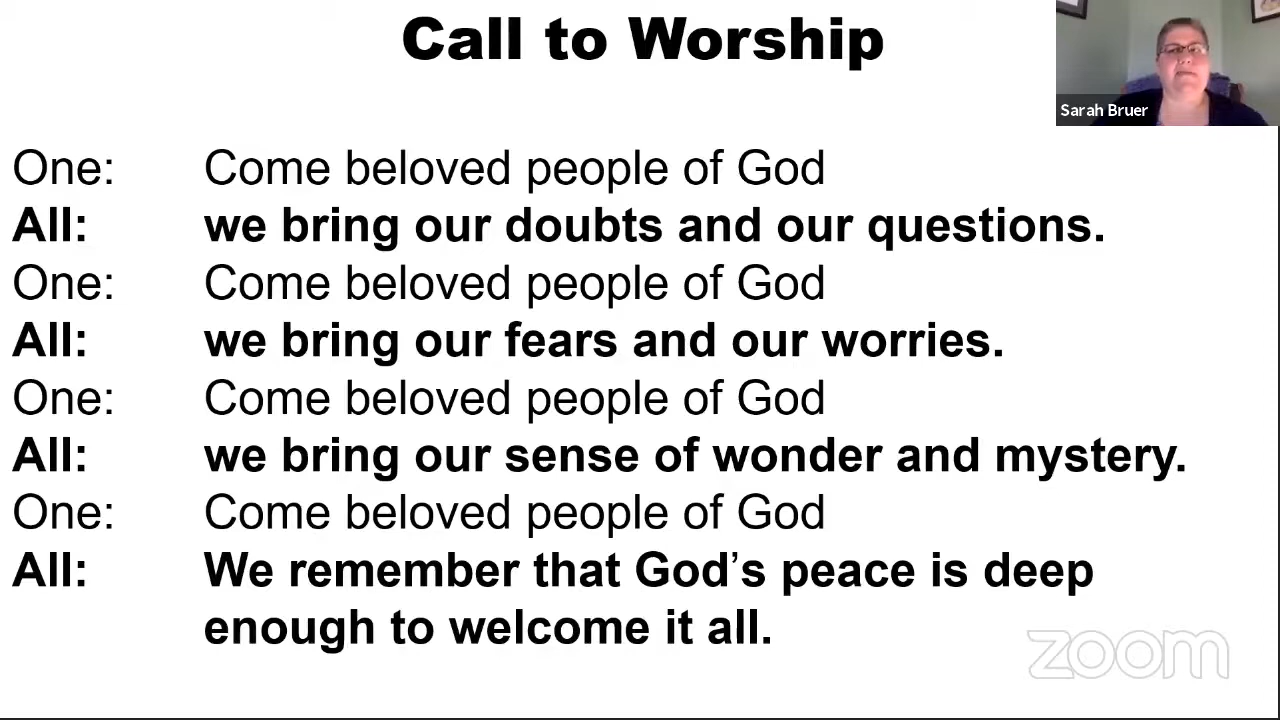 Call to Worship
Sarah Bruer
One: Come beloved people of God
All: we bring our doubts and our questions.
One: Come beloved people of God
All: we bring our fears and our worries.
One: Come beloved people of God
All: we bring our sense of wonder and mystery.
One: Come beloved people of God
All: We remember that God’s peace is deep
enough to welcome it all.
zoom